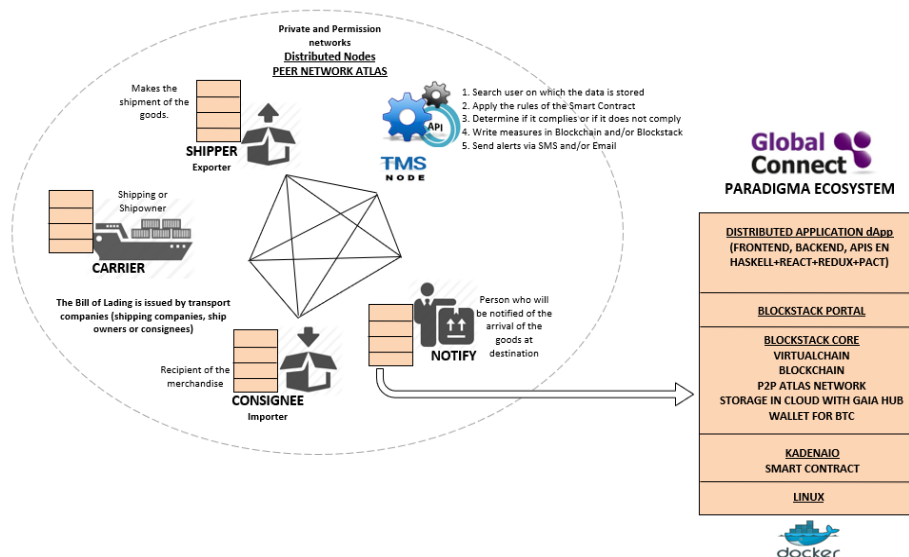 Private and Permission
networks
Distributed Nodes
PEER NETWORK ATLAS
Makes the
shipment of the
goods.
SHIPPER
Exporter
API
TMS
NODE
1. Search user on which the data is stored
2. Apply the rules of the Smart Contract
3. Determine if it complies or if it does not comply
4. Write measures in Blockchain and/or Blockstack
5. Send alerts via SMS and/or Email
Shipping or
Shipowner
CARRIER
The Bill of Lading is issued by transport
companies (shipping companies, ship
owners or consignees)
Person who will
be notified of the
arrival of the
goods at
destination
NOTIFY
Recipient of the
merchandise
CONSIGNEE
Importer
Global
Connect
PARADIGMA ECOSYSTEM
DISTRIBUTED APPLICATION dApp
(FRONTEND, BACKEND, APIS EN
HASKELL+REACT+REDUX+PACT)
BLOCKSTACK PORTAL
BLOCKSTACK CORE
VIRTUALCHAIN
BLOCKCHAIN
P2P ATLAS NETWORK
STORAGE IN CLOUD WITH GAIA HUB
WALLET FOR BTC
KADENAIO
SMART CONTRACT
LINUX
docker